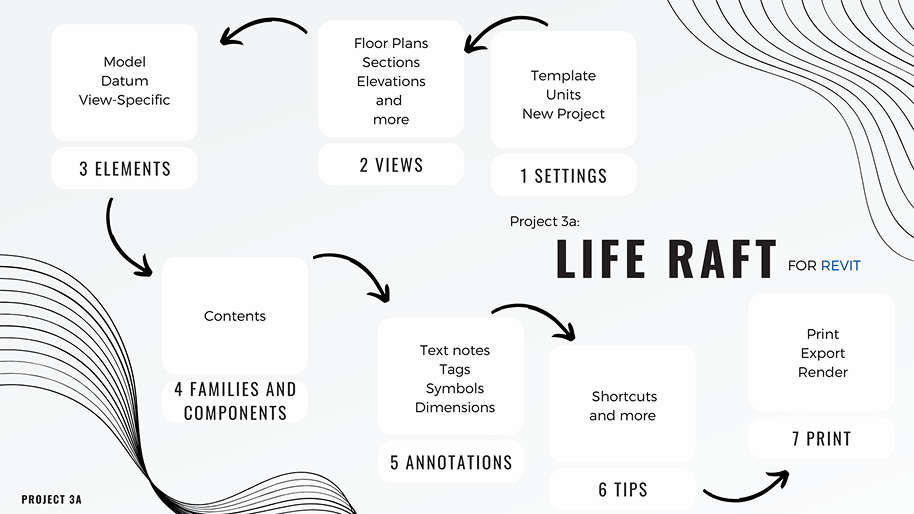 Project 3a:
LIFE RAFT
FOR REVIT
Template
Units
New Project
1 SETTINGS
Floor Plans
Sections
Elevations
and
more
2 VIEWS
Model
Datum
View-Specific
3 ELEMENTS
Contents
4 FAMILIES AND
COMPONENTS
Text notes
Tags
Symbols
Dimensions
5 ANNOTATIONS
Shortcuts
and more
6 TIPS
Print
Export
Render
7 PRINT
PROJECT 3A